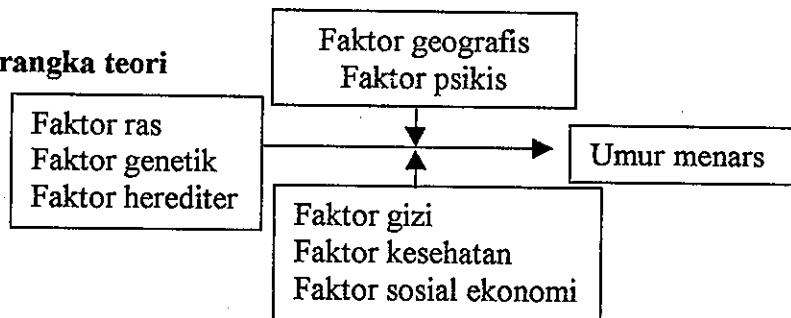 rangka teori
Faktor geografis
Faktor psikis
Faktor ras
Faktor genetik
Faktor herediter
Umur menars
Faktor gizi
Faktor kesehatan
Faktor sosial ekonomi